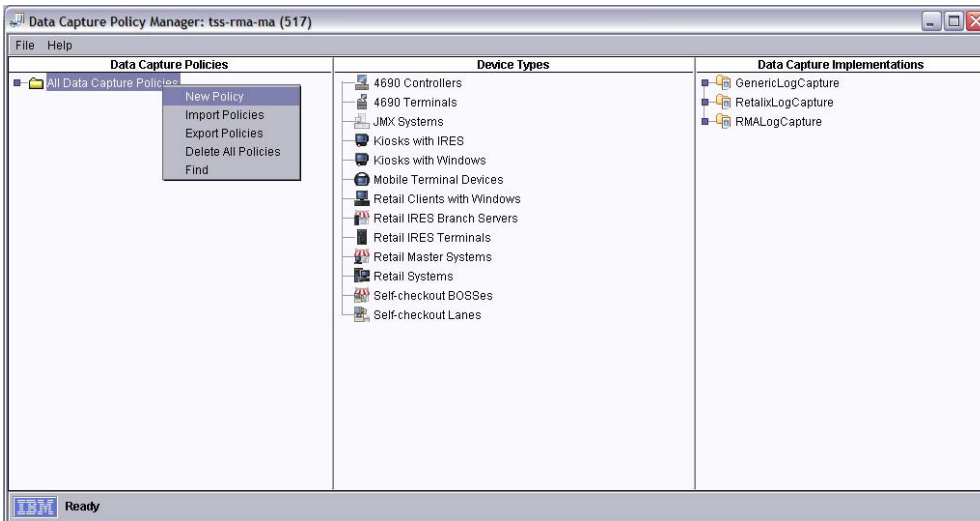 Data Capture Policy Manager: tss-rma-ma (517)
File Help
Data Capture Policies
All Data Capture Policies
New Policy
Import Policies
Export Policies
Delete All Policies
Find
Device Types
4690 Controllers
4690 Terminals
JMX Systems
Kiosks with IRES
Kiosks with Windows
Mobile Terminal Devices
Retail Clients with Windows
Retail IRES Branch Servers
Retail IRES Terminals
Retail Master Systems
Retail Systems
Self-checkout BOSSes
Self-checkout Lanes
Data Capture Implementations
GenericLogCapture
RetalixLogCapture
RMALogCapture
IBM Ready